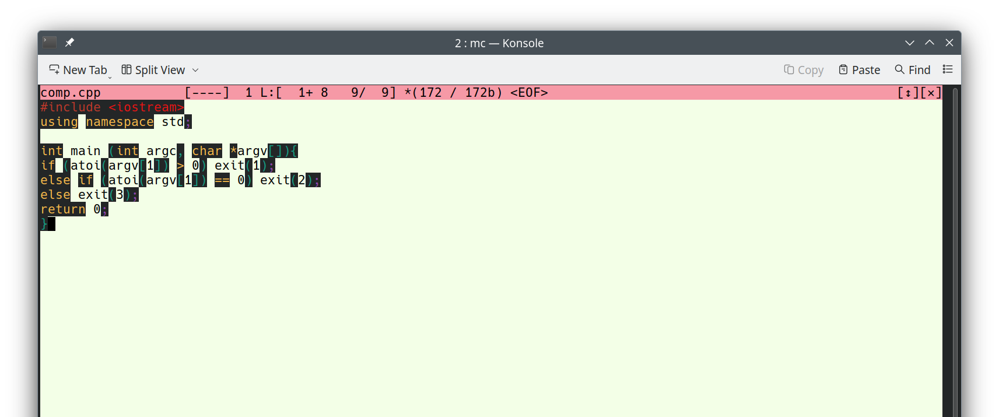 2 : mc — Konsole
New Tab Split View Copy Paste Find
comp.cpp [----] 1 L:[ 1+ 8 9/ 9] *(172 / 172b) <EOF> [↕][×]
#include <iostream>
using namespace std;
int main (int argc, char *argv[]){
if (atoi(argv[1]) > 0) exit(1);
else if (atoi(argv[1]) == 0) exit(2);
else exit(3);
return 0;
}